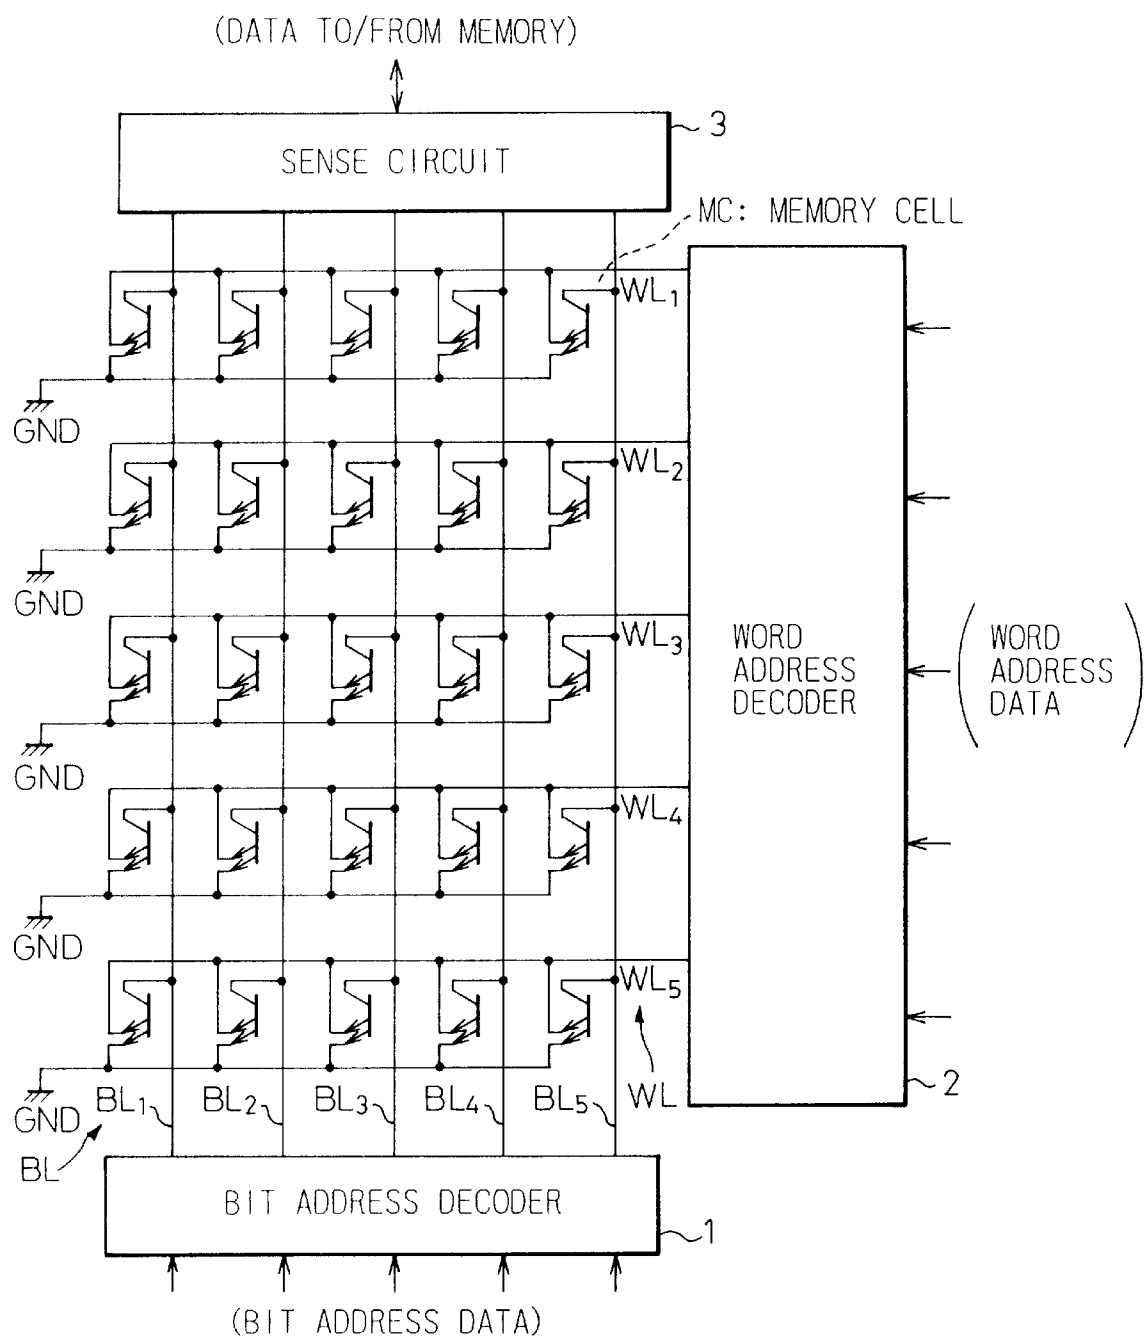 (DATA TO/FROM MEMORY)
3
SENSE CIRCUIT
MC: MEMORY CELL
WL1
GND
WL2
GND
WL3
WORD
ADDRESS
DECODER
(WORD
ADDRESS
DATA)
GND
WL4
GND
WL5
2
GND
BL1
BL2
BL3
BL4
BL5
WL
BL
BIT ADDRESS DECODER
1
(BIT ADDRESS DATA)